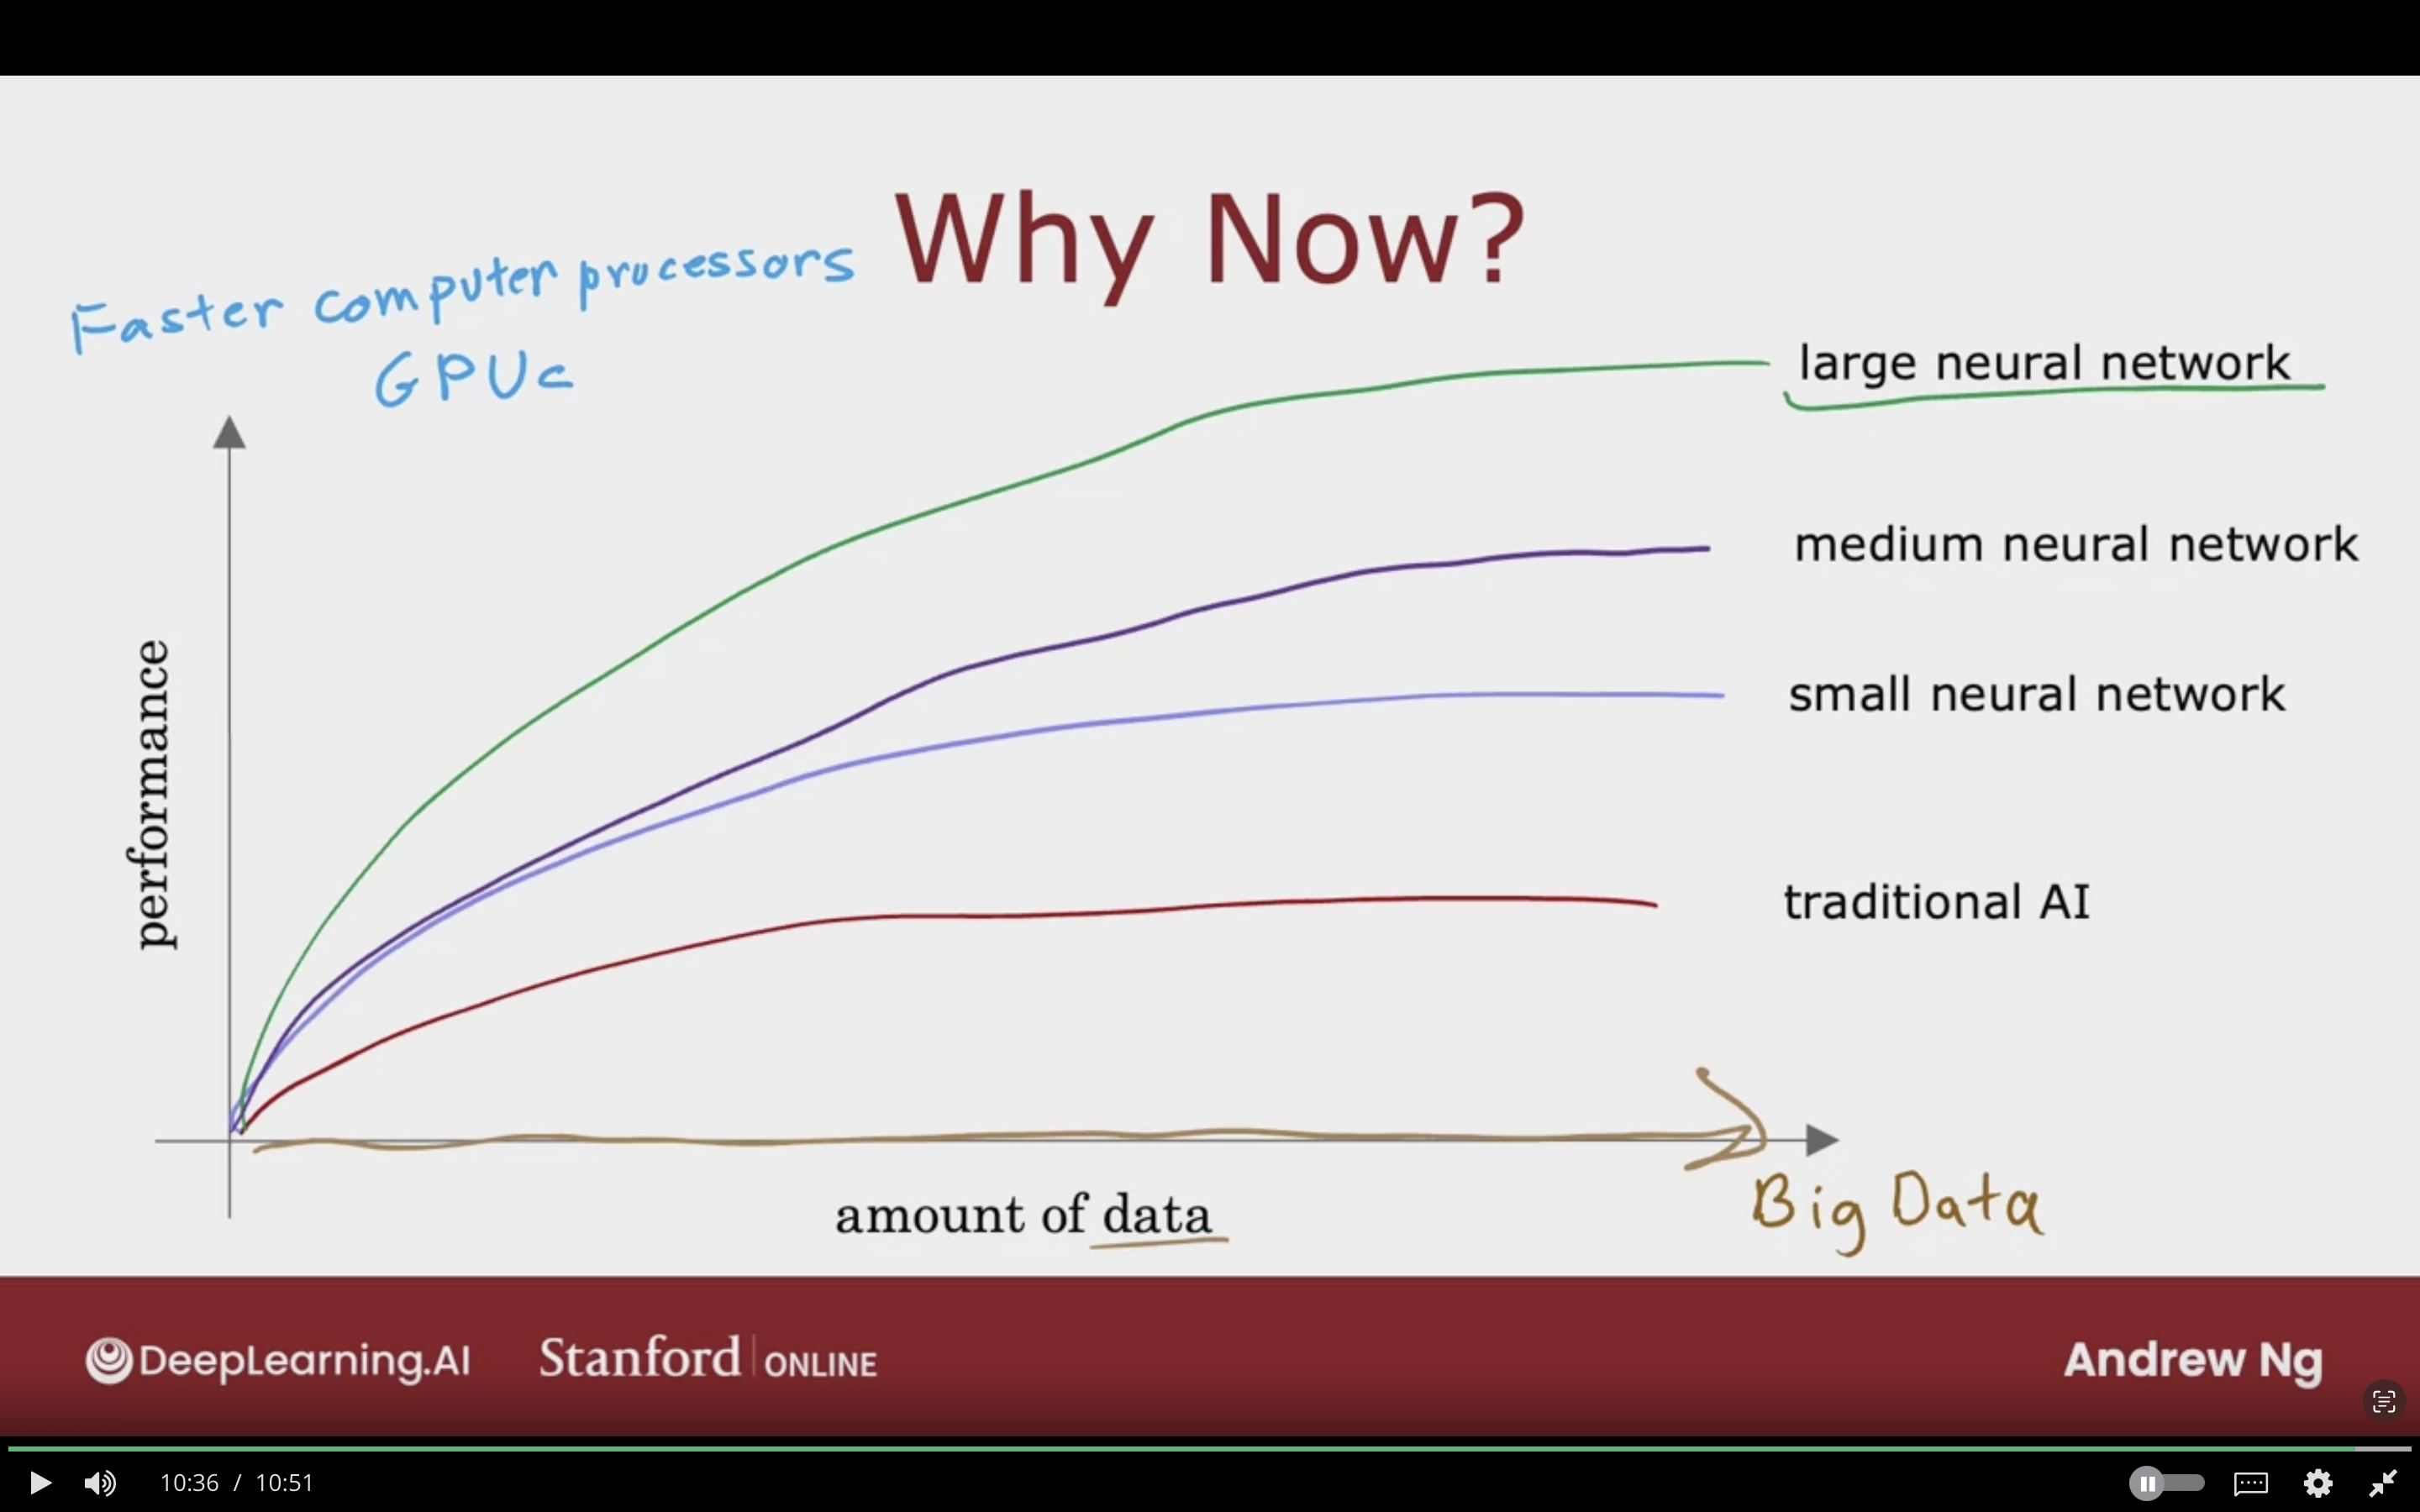 Why Now?
Faster computer processors
GPUs
large neural network
medium neural network
small neural network
traditional AI
performance
amount of data
Big Data
DeepLearning.AI
Stanford | ONLINE
Andrew Ng
10:36 / 10:51